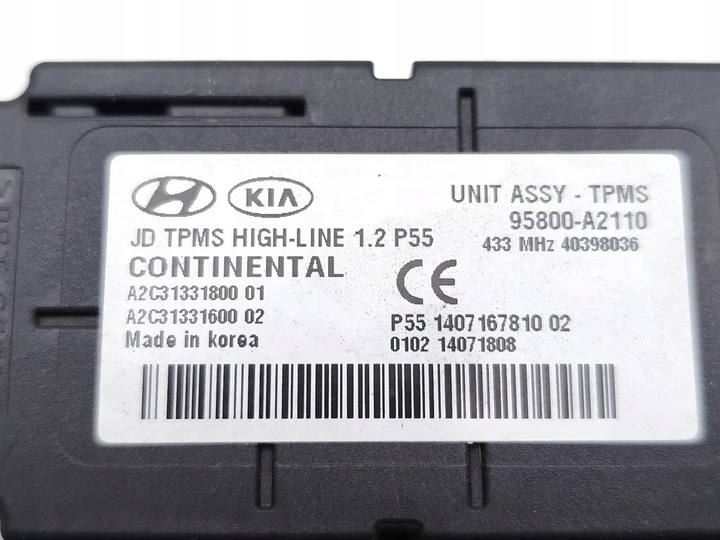 KIA
UNIT ASSY - TPMS
95800-A2110
433 MHz 40398036
JD TPMS HIGH-LINE 1.2 P55
CONTINENTAL
A2C31331800 01
A2C31331600 02
Made in korea
CE
P55 1407167810 02
0102 14071808